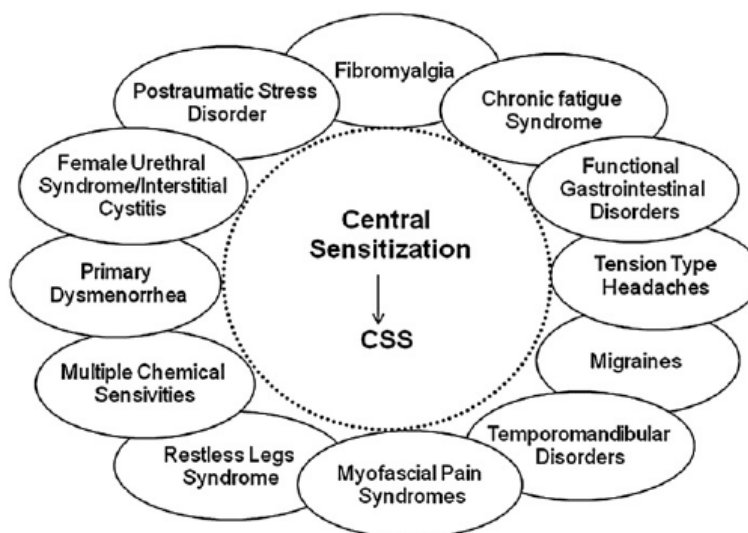 Fibromyalgia
Postraumatic Stress
Disorder
Chronic fatigue
Syndrome
Female Urethral
Syndrome/Interstitial
Cystitis
Functional
Gastrointestinal
Disorders
Central
Sensitization
CSS
Primary
Dysmenorrhea
Tension Type
Headaches
Multiple Chemical
Sensivities
Migraines
Restless Legs
Syndrome
Myofascial Pain
Syndromes
Temporomandibular
Disorders